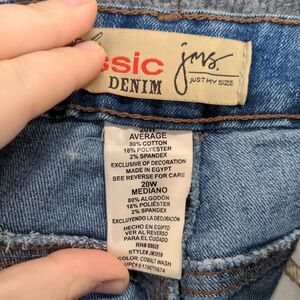 ssic
DENIM
jms.
JUST MY SIZE
20W
AVERAGE
80% COTTON
18% POLYESTER
2% SPANDEX
EXCLUSIVE OF DECORATION
MADE IN EGYPT
SEE REVERSE FOR CARE
20W
MEDIANO
80% ALGODÓN
18% POLIÉSTER
2% SPANDEX
EXCLUYENDO LA DECORACIÓN
HECHO EN EGIPTO
VER AL REVERSO
PARA EL CUIDADO
COLOR: COBALT WASH